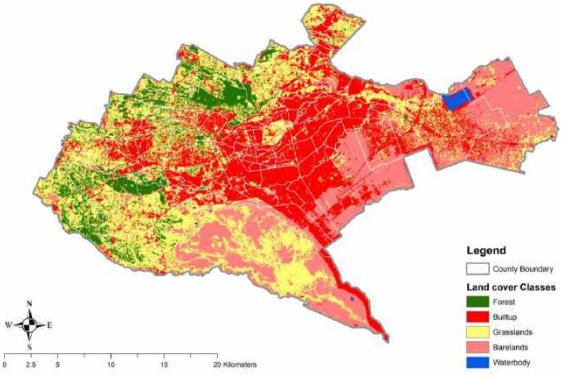 Legend
County Boundary
Land cover Classes
Forest
Builtup
Grasslands
Barelands
Waterbody
N
W E
S
0 2.5 5 10 15 20 Kilometers